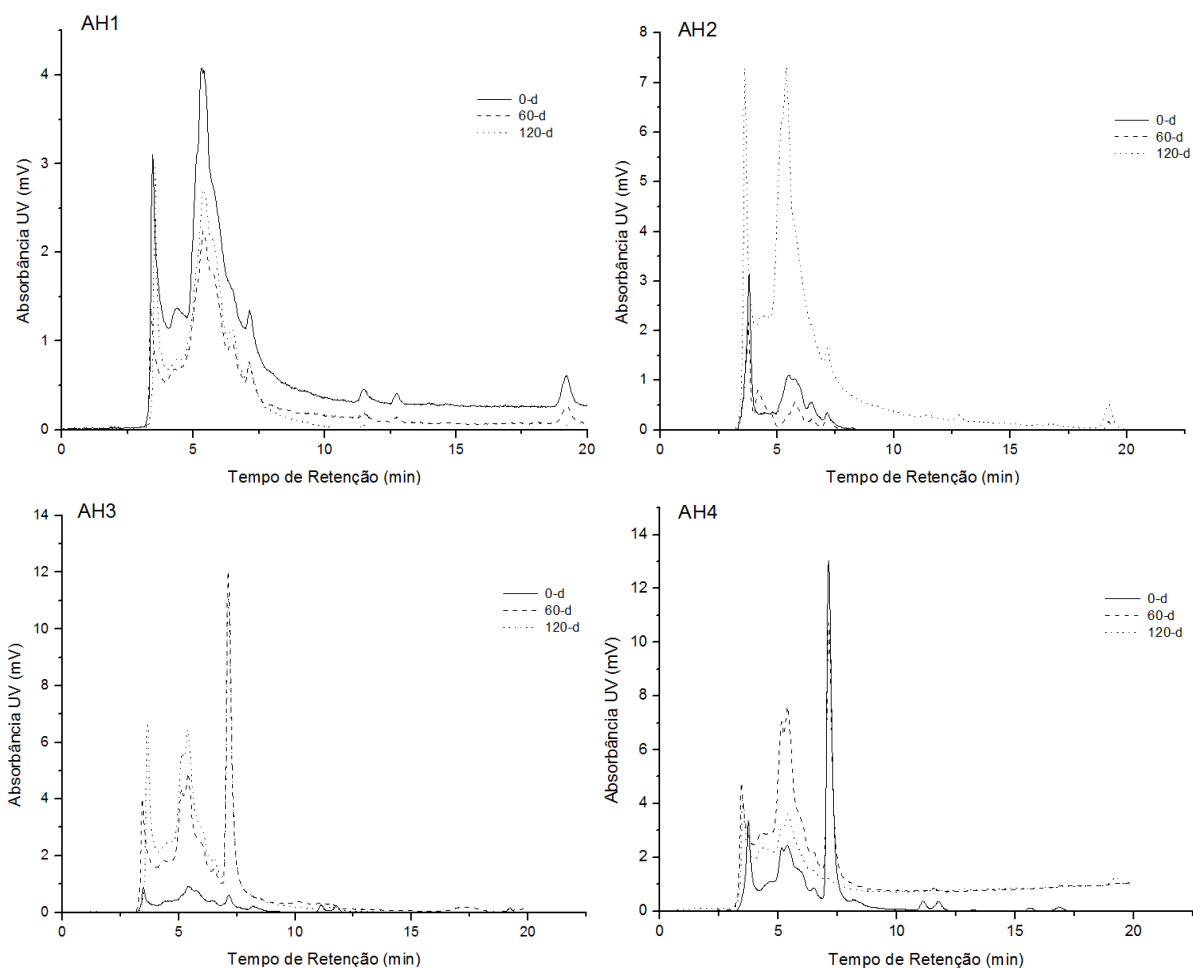 AH1
4
3
2
1
0
0-d
60-d
120-d
Absorbância UV (mV)
0 5 10 15 20
Tempo de Retenção (min)
AH2
8
7
6
5
4
3
2
1
0
0-d
60-d
120-d
Absorbância UV (mV)
0 5 10 15 20
Tempo de Retenção (min)
AH3
14
12
10
8
6
4
2
0
0-d
60-d
120-d
Absorbância UV (mV)
0 5 10 15 20
Tempo de Retenção (min)
AH4
14
12
10
8
6
4
2
0
0-d
60-d
120-d
Absorbância UV (mV)
0 5 10 15 20
Tempo de Retenção (min)